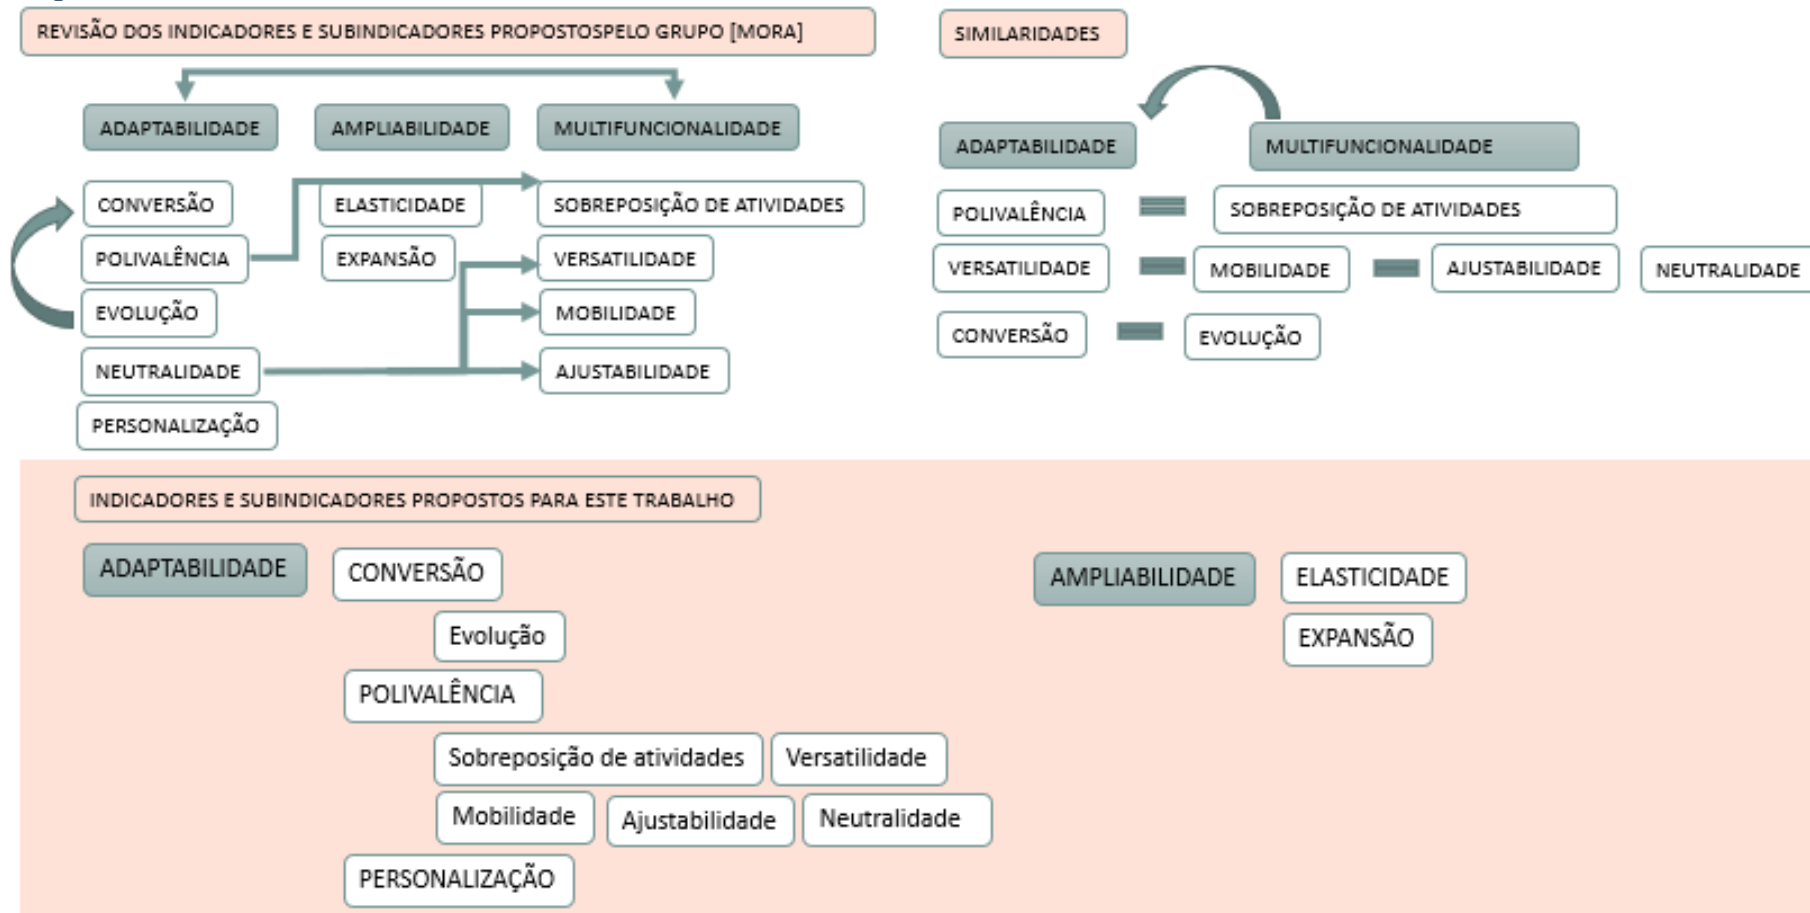 REVISÃO DOS INDICADORES E SUBINDICADORES PROPOSTOSPELO GRUPO [MORA]
ADAPTABILIDADE
AMPLIABILIDADE
MULTIFUNCIONALIDADE
CONVERSÃO
ELASTICIDADE
SOBREPOSIÇÃO DE ATIVIDADES
POLIVALÊNCIA
EXPANSÃO
VERSATILIDADE
EVOLUÇÃO
MOBILIDADE
NEUTRALIDADE
AJUSTABILIDADE
PERSONALIZAÇÃO
SIMILARIDADES
ADAPTABILIDADE
MULTIFUNCIONALIDADE
POLIVALÊNCIA
SOBREPOSIÇÃO DE ATIVIDADES
VERSATILIDADE
MOBILIDADE
AJUSTABILIDADE
NEUTRALIDADE
CONVERSÃO
EVOLUÇÃO
INDICADORES E SUBINDICADORES PROPOSTOS PARA ESTE TRABALHO
ADAPTABILIDADE
CONVERSÃO
Evolução
POLIVALÊNCIA
Sobreposição de atividades
Versatilidade
Mobilidade
Ajustabilidade
Neutralidade
PERSONALIZAÇÃO
AMPLIABILIDADE
ELASTICIDADE
EXPANSÃO